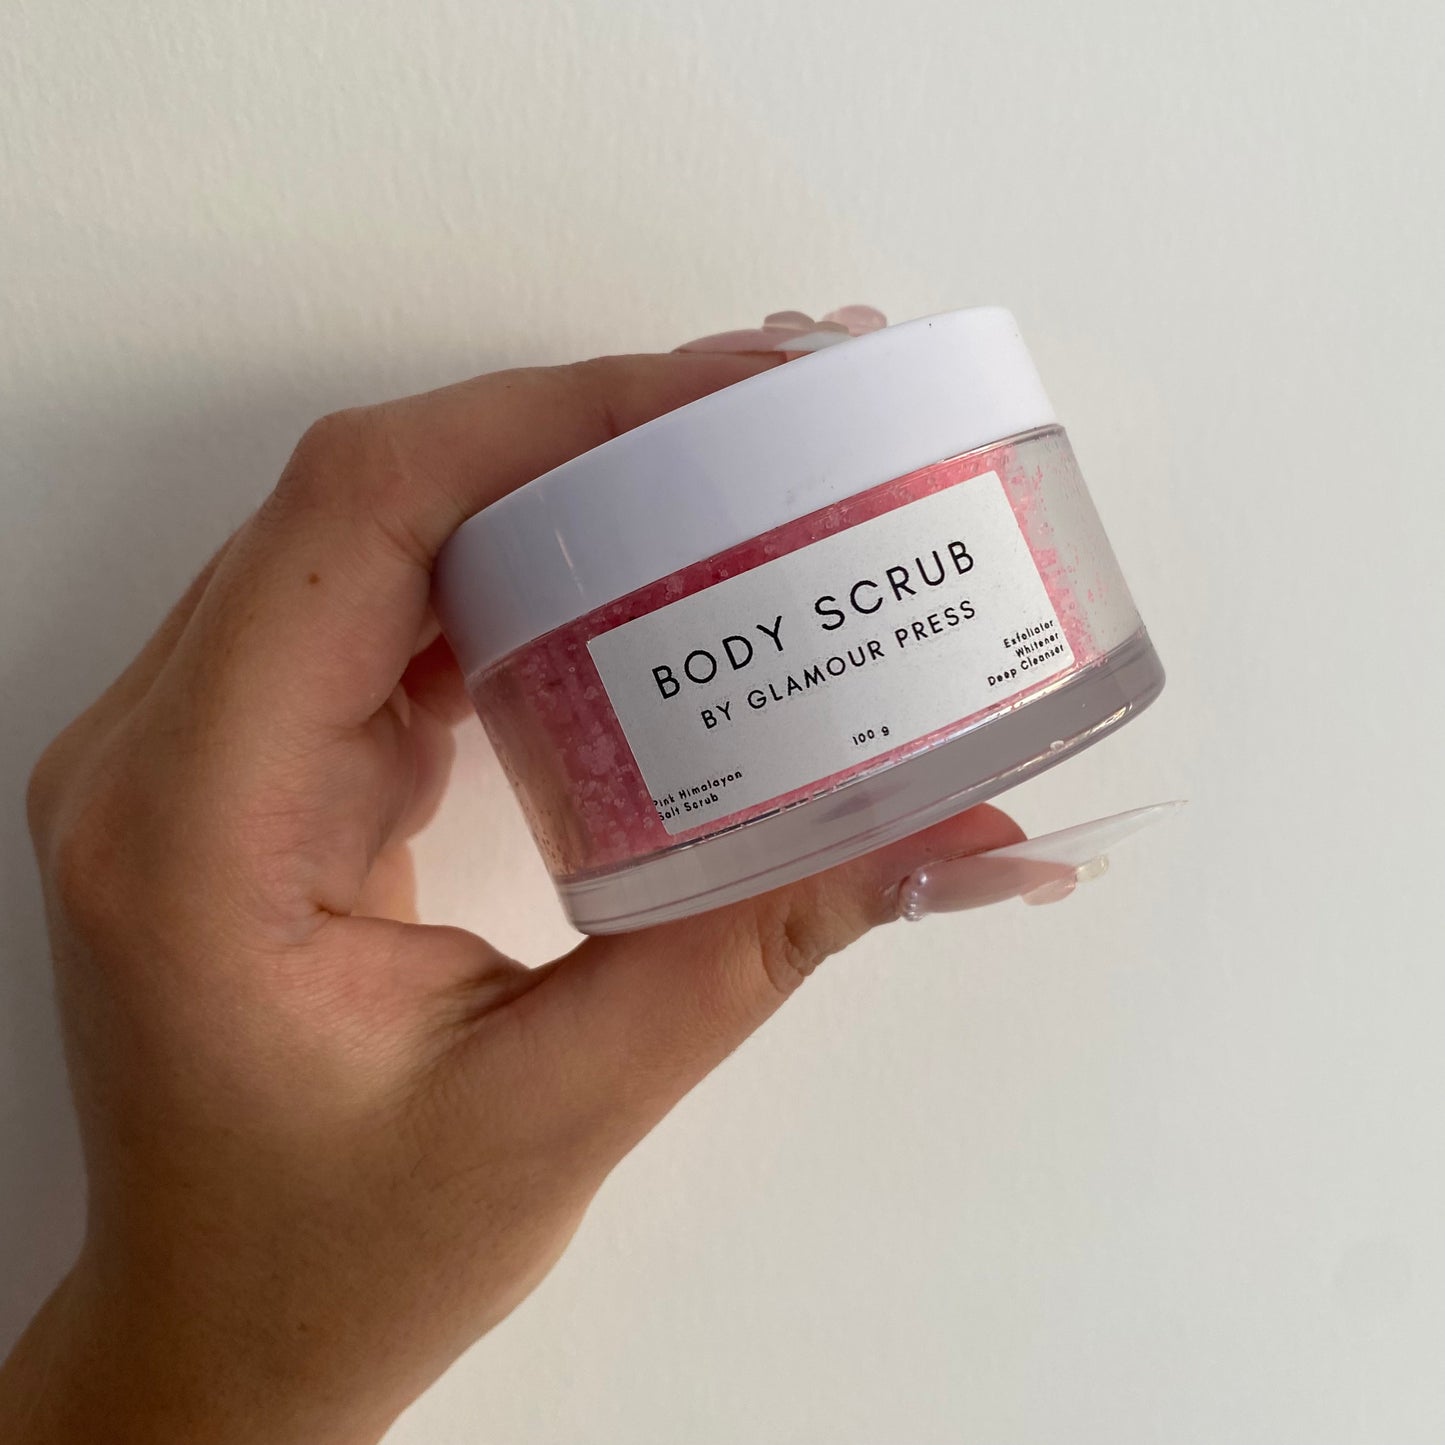 BODY SCRUB
BY GLAMOUR PRESS
Exfoliator
Whitener
Deep Cleanser
100 g
Pink Himalayan
Salt Scrub